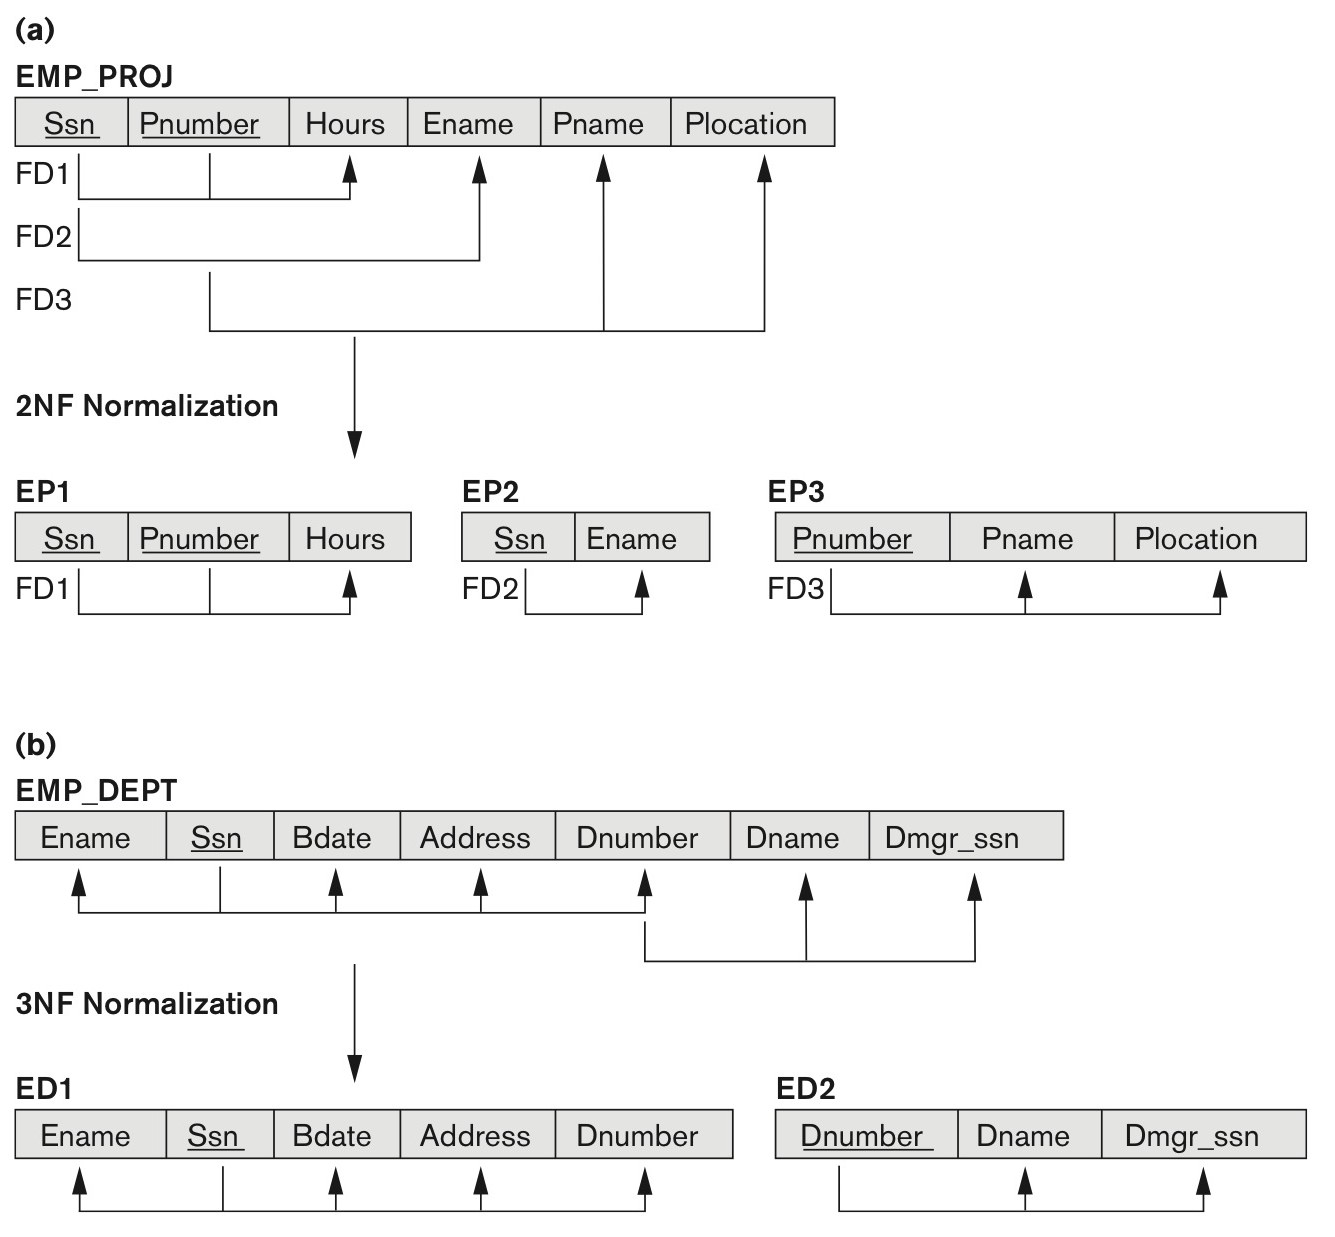 (a)
EMP_PROJ
Ssn Pnumber Hours Ename Pname Plocation
FD1
FD2
FD3
2NF Normalization
EP1 EP2 EP3
Ssn Pnumber Hours Ssn Ename Pnumber Pname Plocation
FD1 FD2 FD3
(b)
EMP_DEPT
Ename Ssn Bdate Address Dnumber Dname Dmgr_ssn
3NF Normalization
ED1 ED2
Ename Ssn Bdate Address Dnumber Dnumber Dname Dmgr_ssn